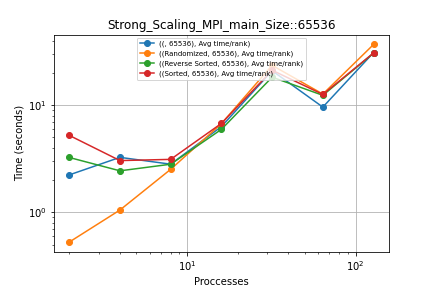 Strong_Scaling_MPI_main_Size::65536
((, 65536), Avg time/rank)
((Randomized, 65536), Avg time/rank)
((Reverse Sorted, 65536), Avg time/rank)
((Sorted, 65536), Avg time/rank)
Time (seconds)
10¹
10⁰
10¹
10²
Proccesses